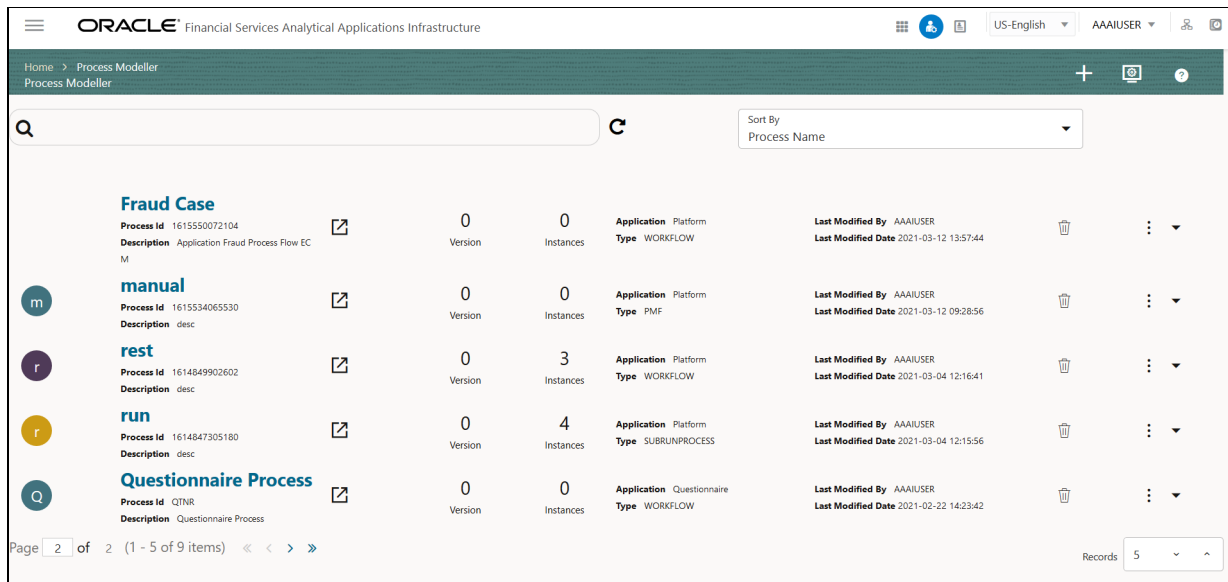 ORACLE Financial Services Analytical Applications Infrastructure US-English AAAIUSER
Home > Process Modeller
Process Modeller
?
Sort By
Process Name
Fraud Case
Process Id 1615550072104
Description Application Fraud Process Flow EC
M
0 Version
0 Instances
Application Platform
Type WORKFLOW
Last Modified By AAAIUSER
Last Modified Date 2021-03-12 13:57:44
m
manual
Process Id 1615534065530
Description desc
0 Version
0 Instances
Application Platform
Type PMF
Last Modified By AAAIUSER
Last Modified Date 2021-03-12 09:28:56
r
rest
Process Id 1614849902602
Description desc
0 Version
3 Instances
Application Platform
Type WORKFLOW
Last Modified By AAAIUSER
Last Modified Date 2021-03-04 12:16:41
r
run
Process Id 1614847305180
Description desc
0 Version
4 Instances
Application Platform
Type SUBRUNPROCESS
Last Modified By AAAIUSER
Last Modified Date 2021-03-04 12:15:56
Q
Questionnaire Process
Process Id QTNR
Description Questionnaire Process
0 Version
0 Instances
Application Questionnaire
Type WORKFLOW
Last Modified By AAAIUSER
Last Modified Date 2021-02-22 14:23:42
Page 2 of 2 (1 - 5 of 9 items) « < > »
Records 5